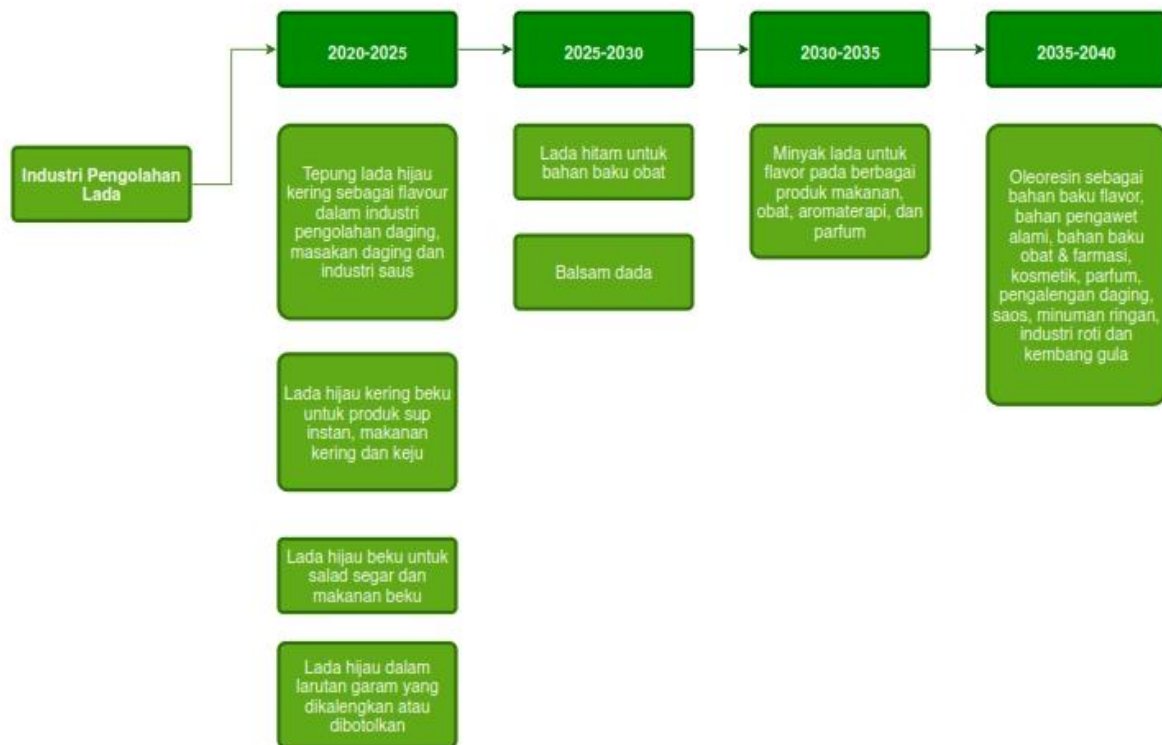 2020-2025
2025-2030
2030-2035
2035-2040
Industri Pengolahan
Lada
Tepung lada hijau
kering sebagai flavour
dalam industri
pengolahan daging,
masakan daging dan
industri saus
Lada hijau kering beku
untuk produk sup
instan, makanan
kering dan keju
Lada hijau beku untuk
salad segar dan
makanan beku
Lada hijau dalam
larutan garam yang
dikalengkan atau
dibotolkan
Lada hitam untuk
bahan baku obat
Balsam dada
Minyak lada untuk
flavor pada berbagai
produk makanan,
obat, aromaterapi, dan
parfum
Oleoresin sebagai
bahan baku flavor,
bahan pengawet
alami, bahan baku
obat & farmasi,
kosmetik, parfum,
pengalengan daging,
saos, minuman ringan,
industri roti dan
kembang gula